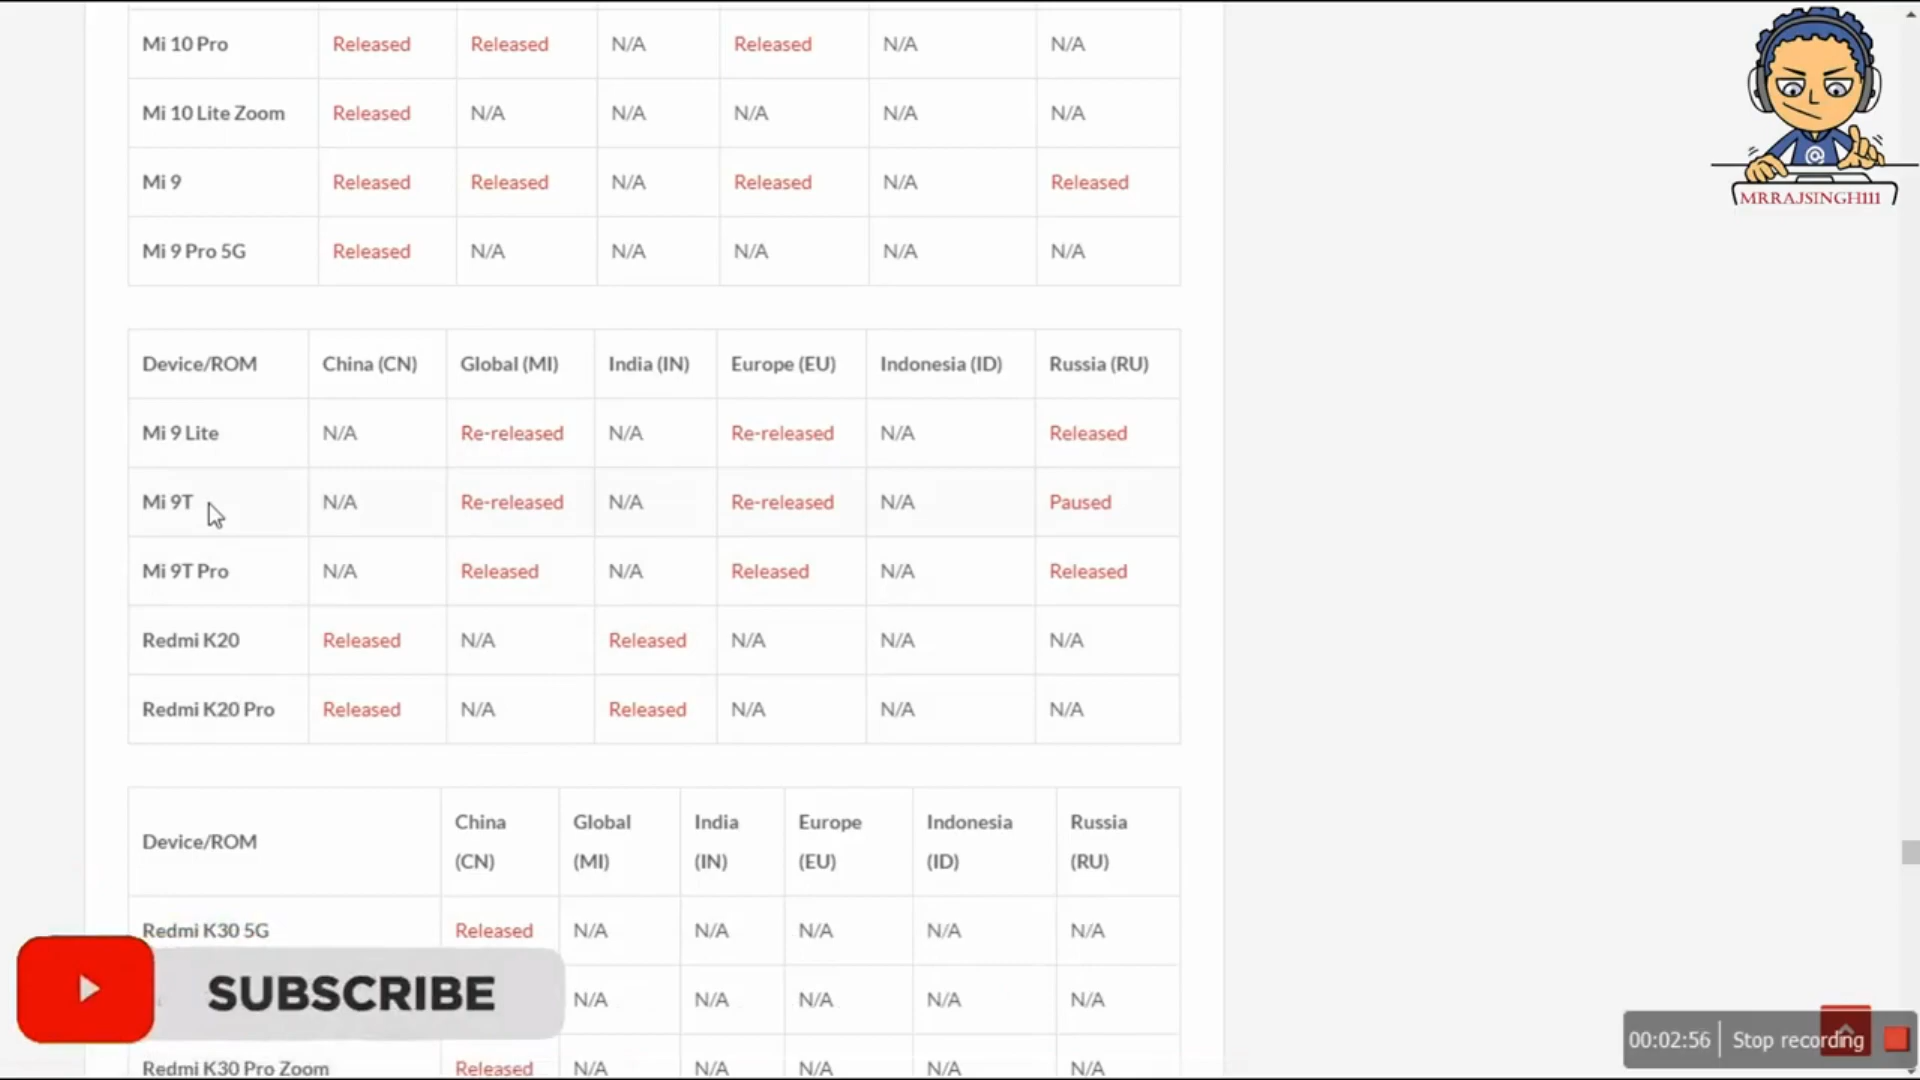 Mi 10 Pro Released Released N/A Released N/A N/A
Mi 10 Lite Zoom Released N/A N/A N/A N/A N/A
Mi 9 Released Released N/A Released N/A Released
Mi 9 Pro 5G Released N/A N/A N/A N/A N/A
Device/ROM China (CN) Global (MI) India (IN) Europe (EU) Indonesia (ID) Russia (RU)
Mi 9 Lite N/A Re-released N/A Re-released N/A Released
Mi 9T N/A Re-released N/A Re-released N/A Paused
Mi 9T Pro N/A Released N/A Released N/A Released
Redmi K20 Released N/A Released N/A N/A N/A
Redmi K20 Pro Released N/A Released N/A N/A N/A
Device/ROM China (CN) Global (MI) India (IN) Europe (EU) Indonesia (ID) Russia (RU)
Redmi K30 5G Released N/A N/A N/A N/A N/A
N/A N/A N/A N/A N/A
Redmi K30 Pro Zoom Released N/A N/A N/A N/A N/A
SUBSCRIBE
@
MRRAJSINGH111
00:02:56 Stop recording